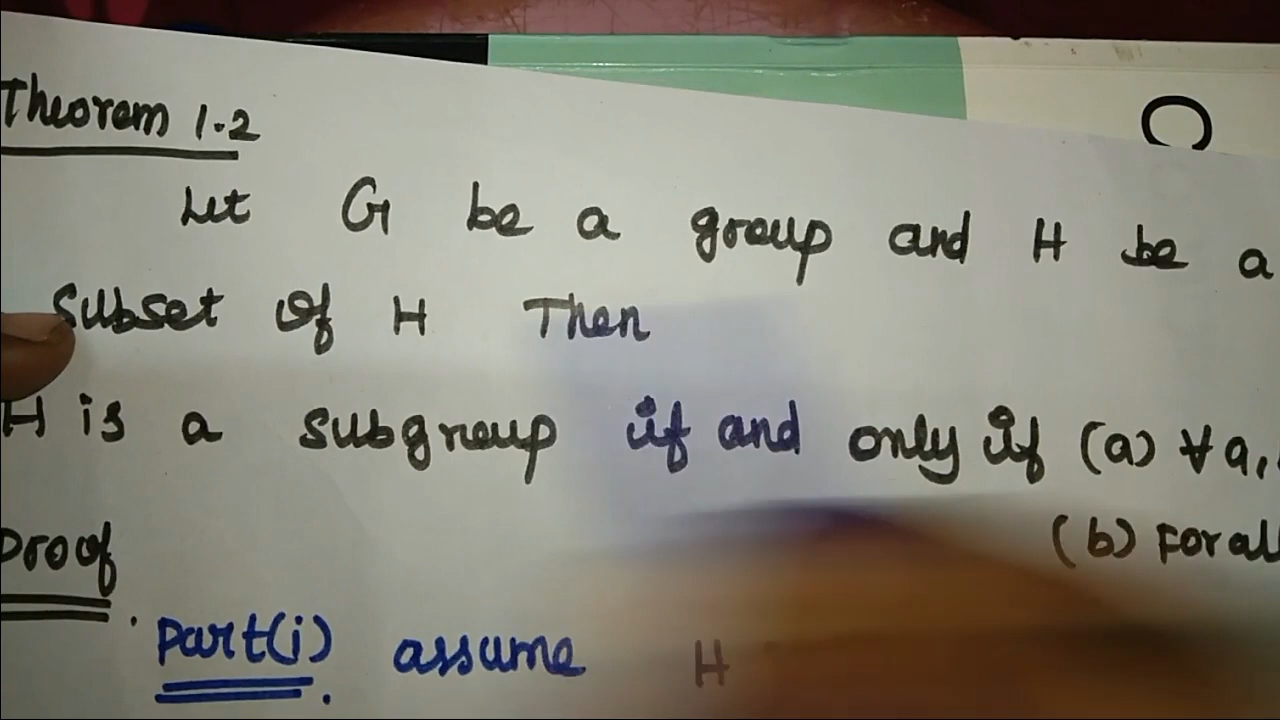 Theorem 1.2
Let G be a group and H be a
subset of H Then
H is a subgroup if and only if (a) ∀ a,
(b) For all
Proof
Part(i). assume H